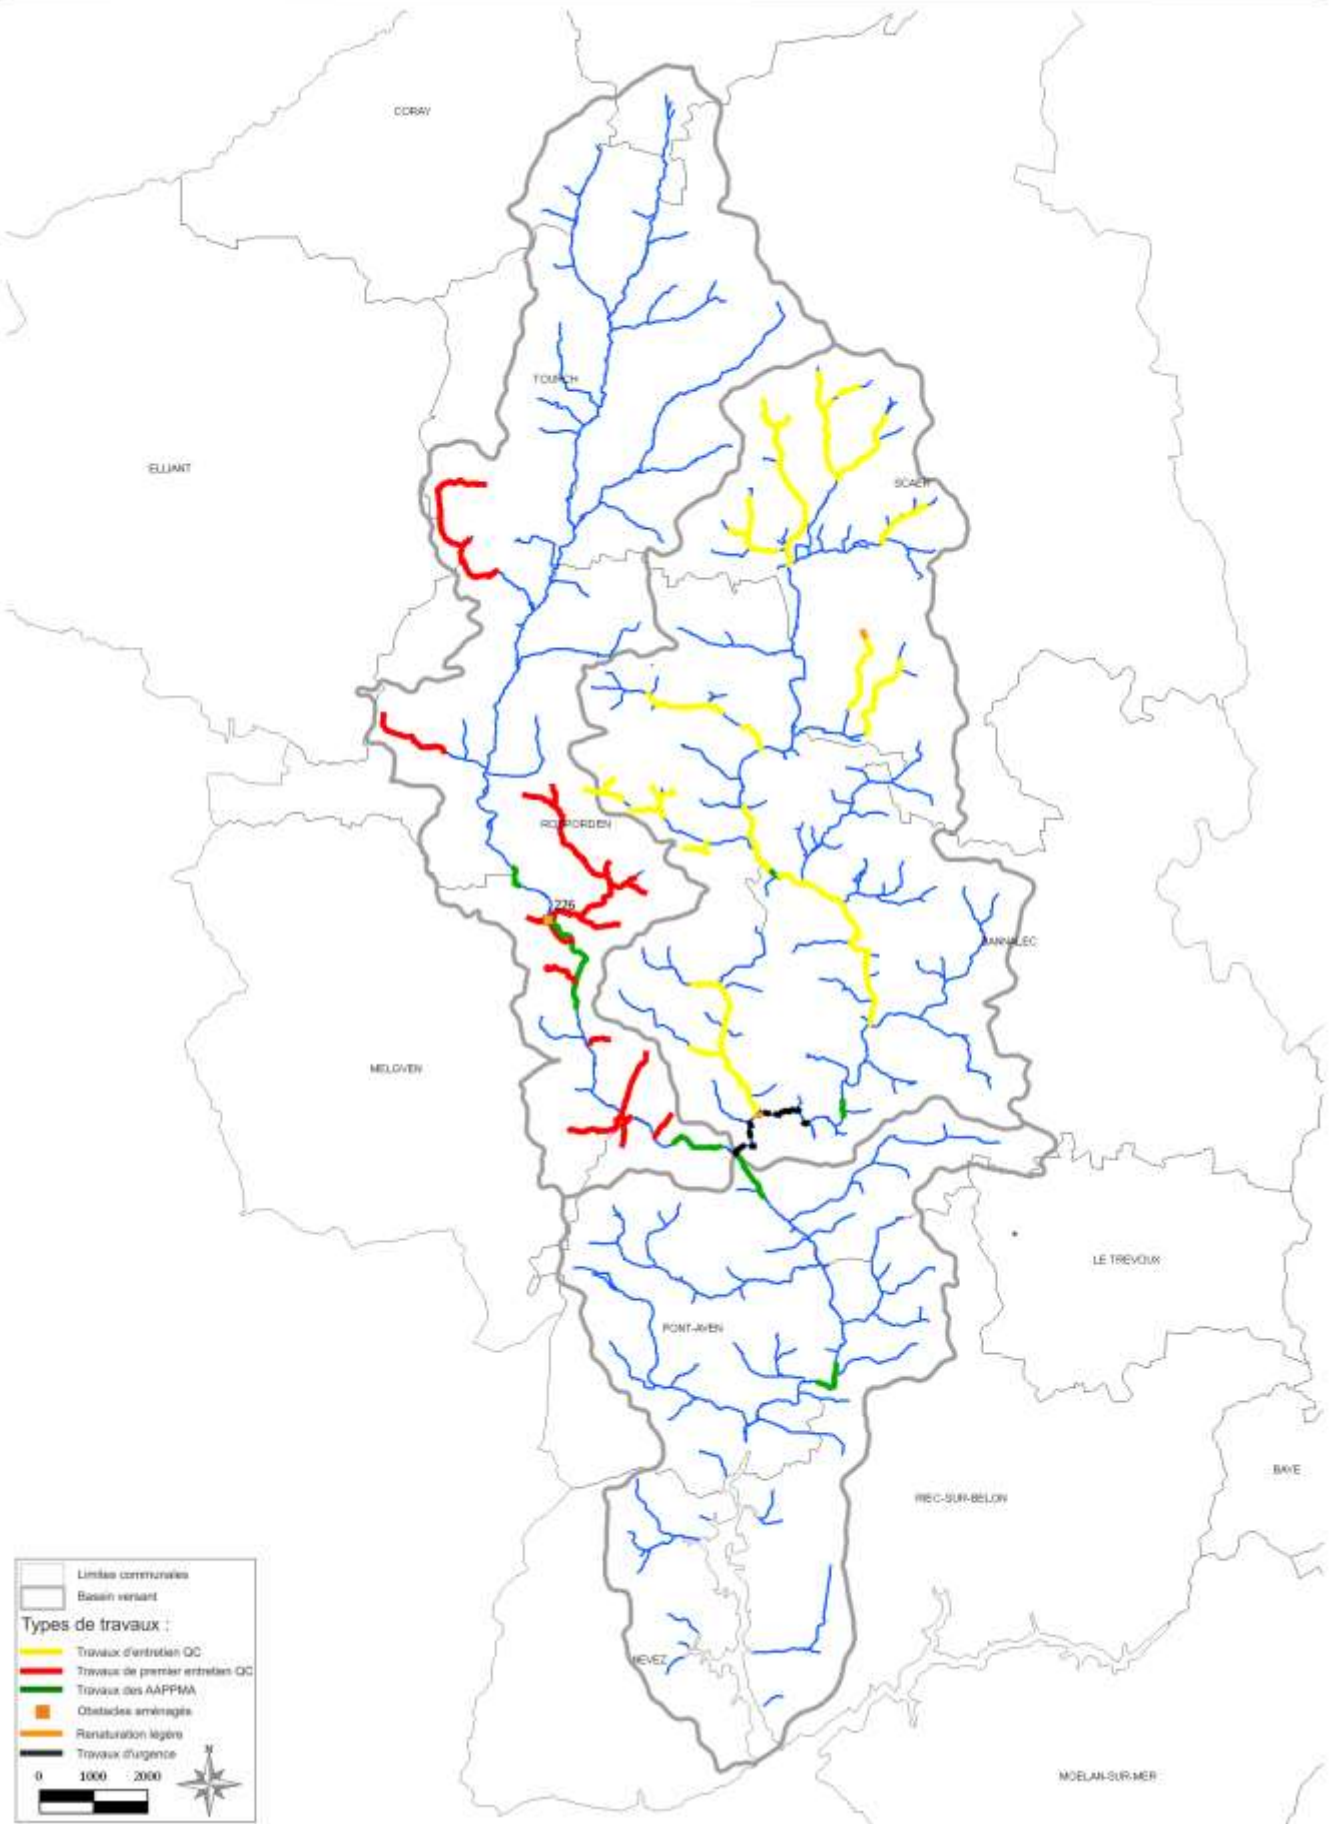 CORAY
TOURCH
ELLIANT
SCAER
ROSPORDEN
276
BANNALEC
MELGVEN
LE TREVOUX
PONT-AVEN
BAYE
RIEC-SUR-BELON
NEVEZ
MOELAN-SUR-MER
Limites communales
Bassin versant
Types de travaux :
Travaux d'entretien QC
Travaux de premier entretien QC
Travaux des AAPPMA
Obstacles aménagés
Renaturation légère
Travaux d'urgence
N
0 1000 2000